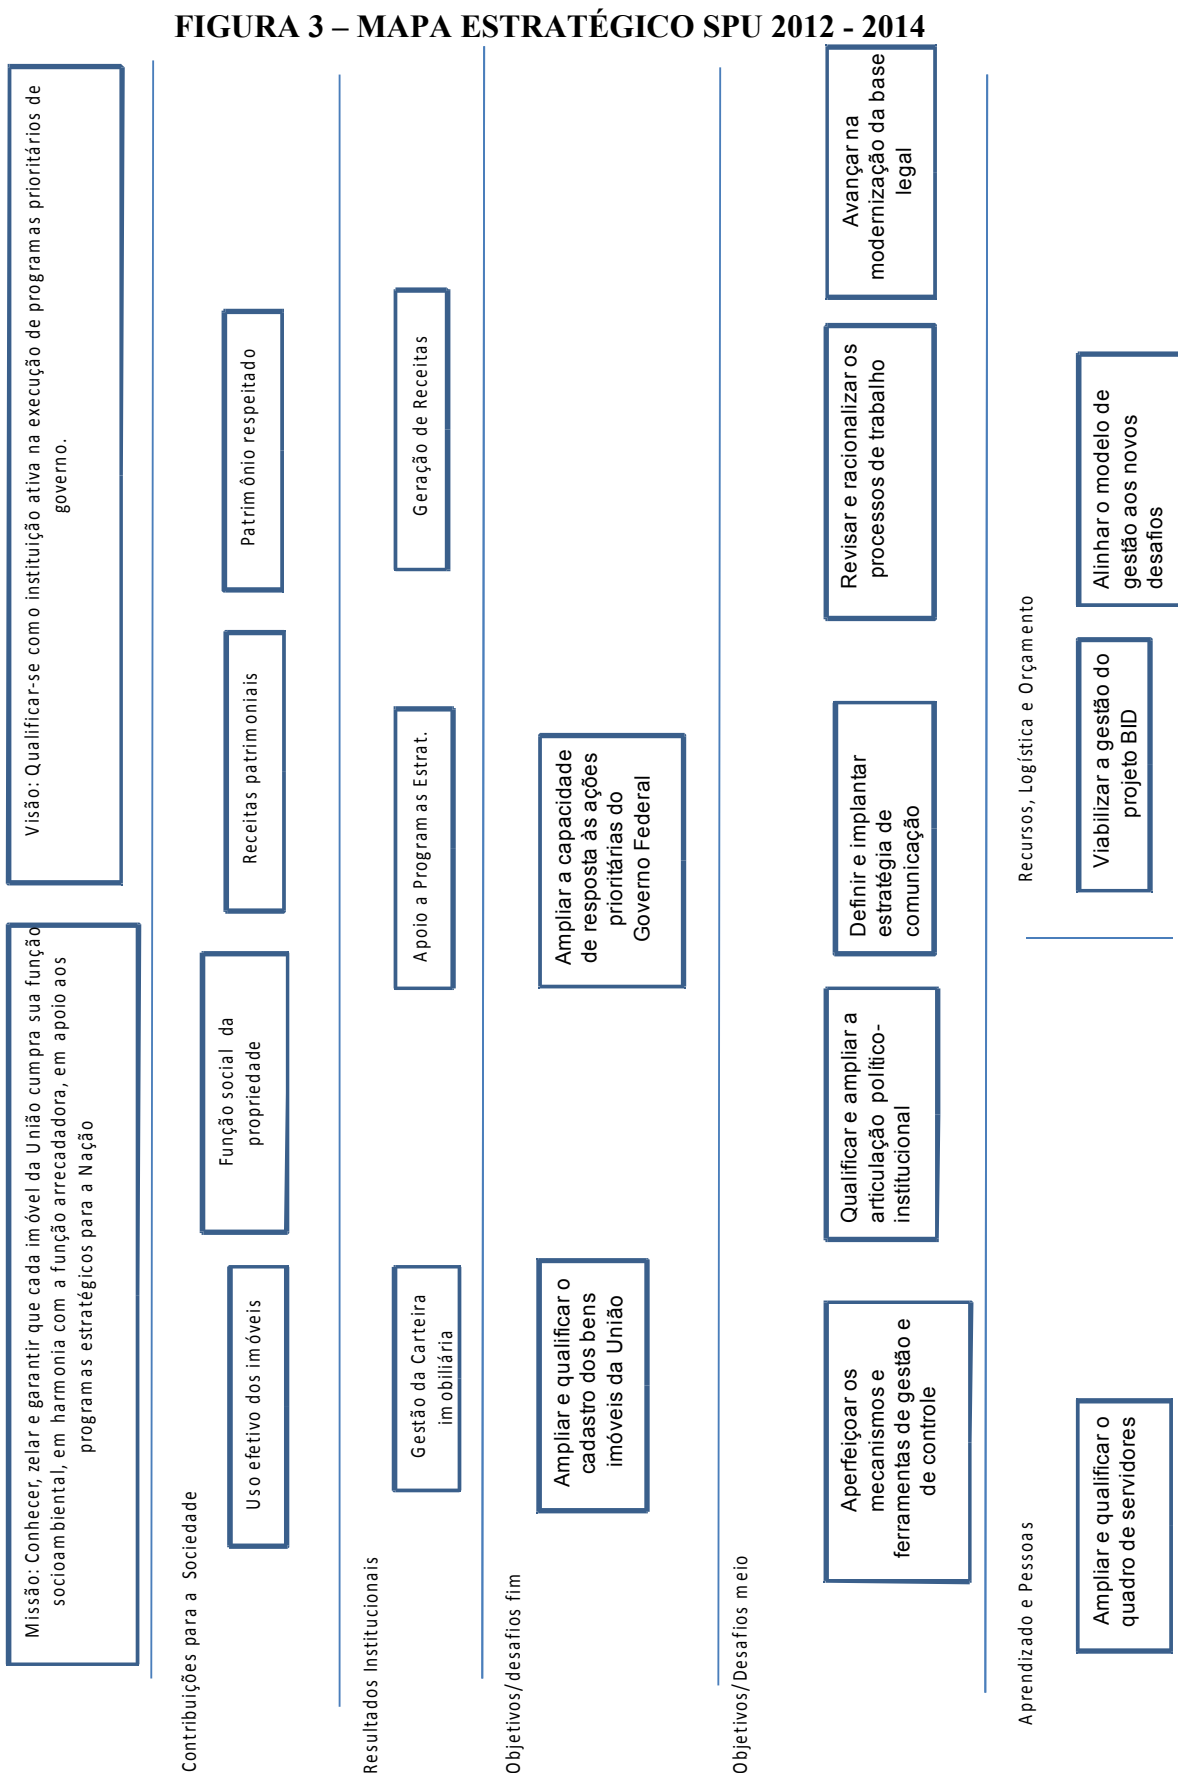 FIGURA 3 – MAPA ESTRATÉGICO SPU 2012 - 2014
Missão: Conhecer, zelar e garantir que cada imóvel da União cumpra sua função
socioambiental, em harmonia com a função arrecadadora, em apoio aos
programas estratégicos para a Nação
Visão: Qualificar-se como instituição ativa na execução de programas prioritários de
governo.
Contribuições para a Sociedade
Uso efetivo dos imóveis
Função social da
propriedade
Receitas patrimoniais
Patrimônio respeitado
Resultados Institucionais
Gestão da Carteira
imobiliária
Apoio a Programas Estrat.
Geração de Receitas
Objetivos/desafios fim
Ampliar e qualificar o
cadastro dos bens
imóveis da União
Ampliar a capacidade
de resposta às ações
prioritárias do
Governo Federal
Objetivos/Desafios meio
Aperfeiçoar os
mecanismos e
ferramentas de gestão e
de controle
Qualificar e ampliar a
articulação político-
institucional
Definir e implantar
estratégia de
comunicação
Revisar e racionalizar os
processos de trabalho
Avançar na
modernização da base
legal
Aprendizado e Pessoas
Ampliar e qualificar o
quadro de servidores
Recursos, Logística e Orçamento
Viabilizar a gestão do
projeto BID
Alinhar o modelo de
gestão aos novos
desafios